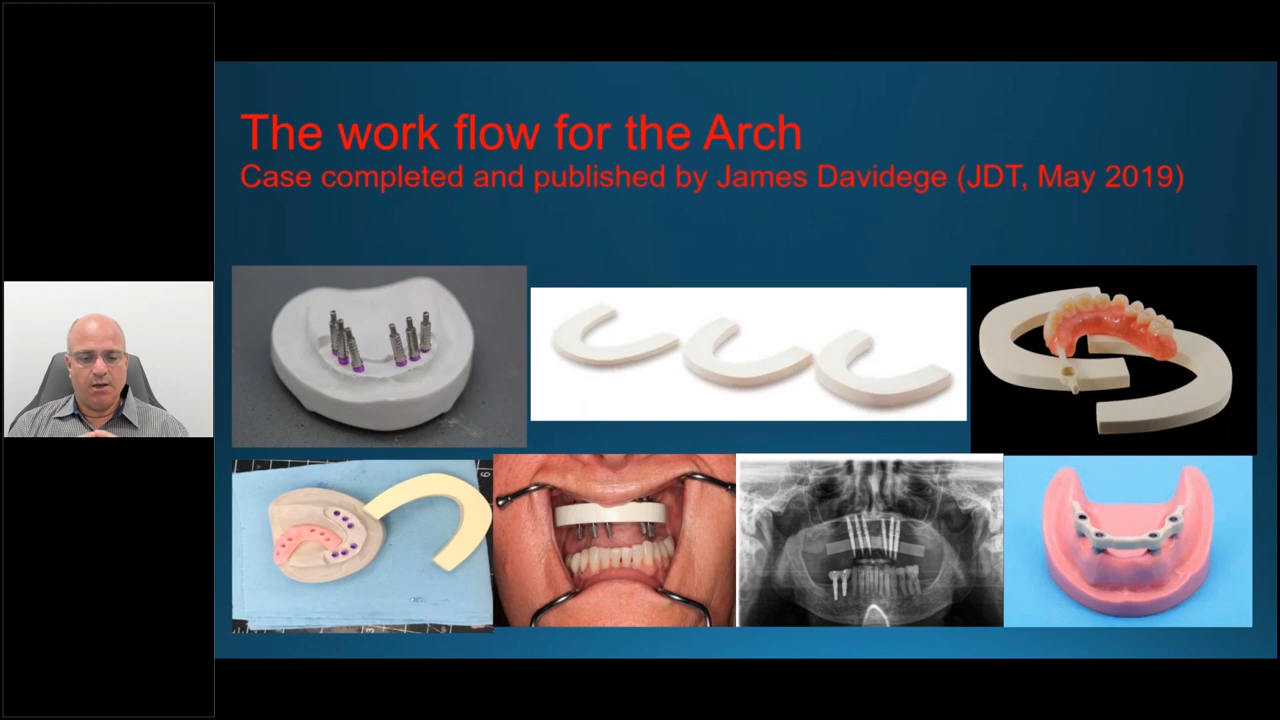 The work flow for the Arch
Case completed and published by James Davidege (JDT, May 2019)